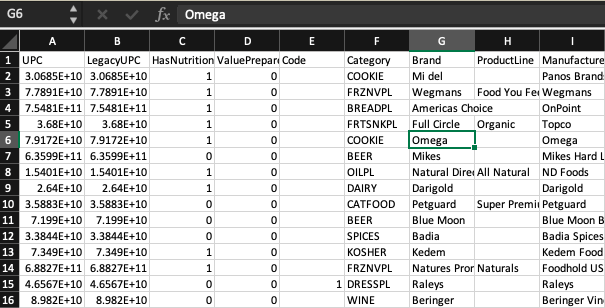 G6 fx Omega
A B C D E F G H I
1 UPC LegacyUPC HasNutrition ValuePrepar Code Category Brand ProductLine Manufacture
2 3.0685E+10 3.0685E+10 1 0 COOKIE Mi del Panos Brand
3 7.7891E+10 7.7891E+10 1 0 FRZNVPL Wegmans Food You Fe Wegmans
4 7.5481E+11 7.5481E+11 1 0 BREADPL Americas Choice OnPoint
5 3.68E+10 3.68E+10 1 0 FRTSNKPL Full Circle Organic Topco
6 7.9172E+10 7.9172E+10 1 0 COOKIE Omega Omega
7 6.3599E+11 6.3599E+11 0 0 BEER Mikes Mikes Hard L
8 1.5401E+10 1.5401E+10 1 0 OILPL Natural Dire All Natural ND Foods
9 2.64E+10 2.64E+10 1 0 DAIRY Darigold Darigold
10 3.5883E+10 3.5883E+10 0 0 CATFOOD Petguard Super Premi Petguard
11 7.199E+10 7.199E+10 0 0 BEER Blue Moon Blue Moon B
12 3.3844E+10 3.3844E+10 0 0 SPICES Badia Badia Spices
13 7.349E+10 7.349E+10 1 0 KOSHER Kedem Kedem Food
14 6.8827E+11 6.8827E+11 1 0 FRZNVPL Natures Pror Naturals Foodhold US
15 4.6567E+10 4.6567E+10 0 0 1 DRESSPL Raleys Raleys
16 8.982E+10 8.982E+10 0 0 WINE Beringer Beringer Vin